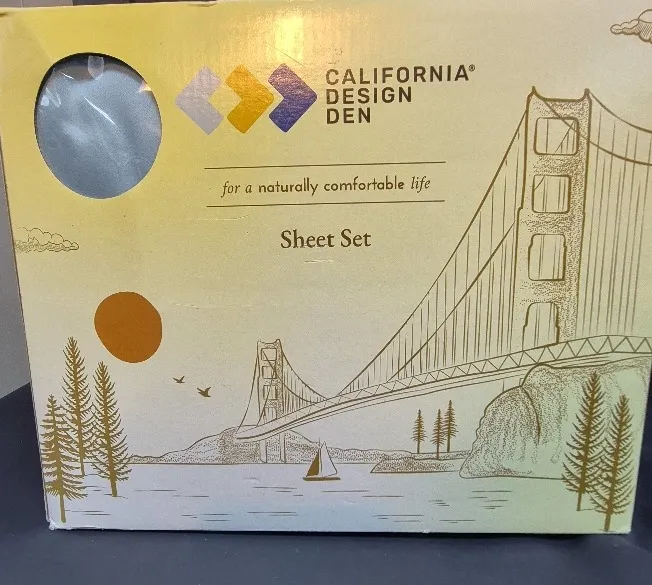 CALIFORNIA®
DESIGN
DEN
for a naturally comfortable life
Sheet Set